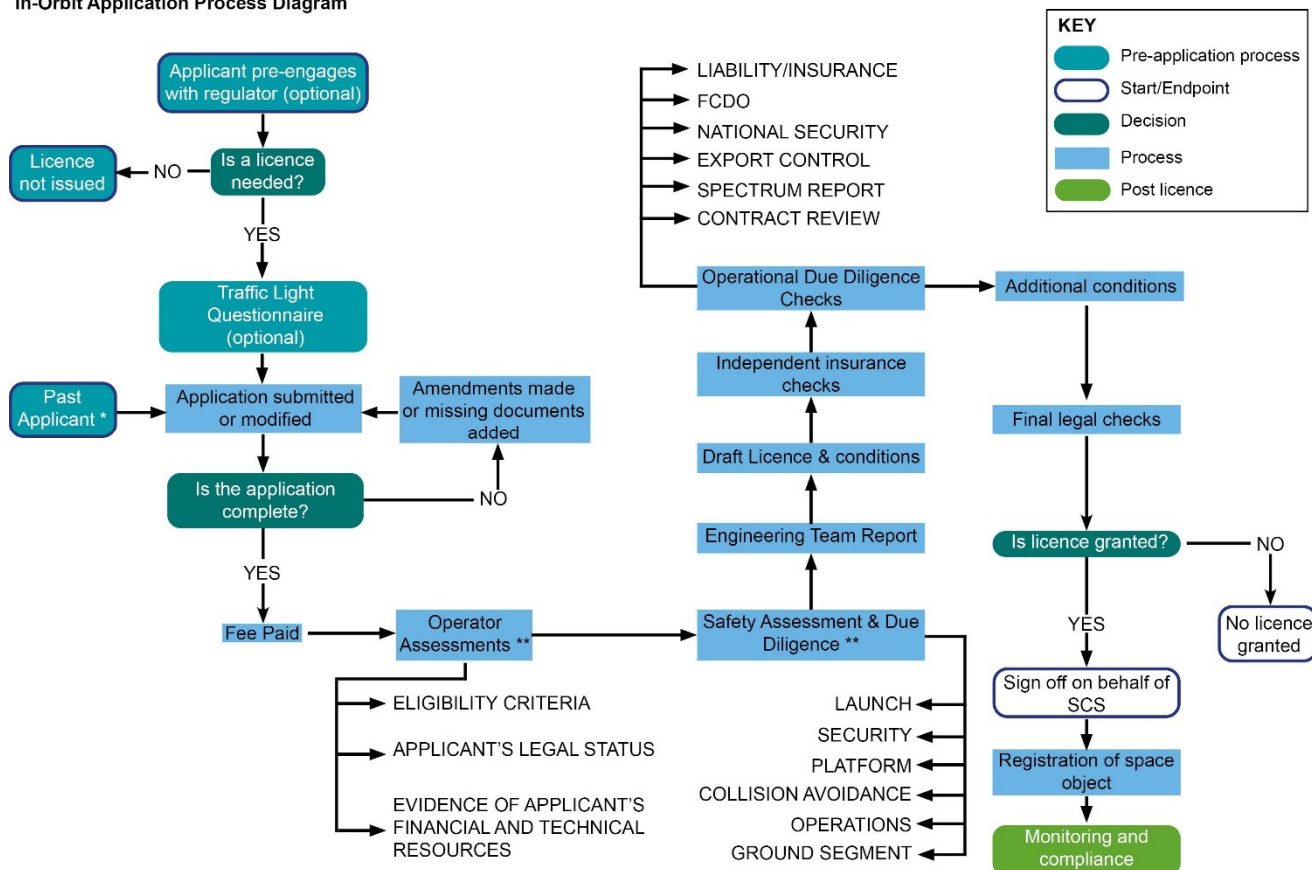 In-Orbit Application Process Diagram
Applicant pre-engages
with regulator (optional)
Licence
not issued
NO
Is a licence
needed?
YES
Traffic Light
Questionnaire
(optional)
Past
Applicant *
Application submitted
or modified
Amendments made
or missing documents
added
Is the application
complete?
NO
YES
Fee Paid
Operator
Assessments **
ELIGIBILITY CRITERIA
APPLICANT'S LEGAL STATUS
EVIDENCE OF APPLICANT'S
FINANCIAL AND TECHNICAL
RESOURCES
Safety Assessment & Due
Diligence **
LAUNCH
SECURITY
PLATFORM
COLLISION AVOIDANCE
OPERATIONS
GROUND SEGMENT
Engineering Team Report
Draft Licence & conditions
Independent insurance
checks
Operational Due Diligence
Checks
LIABILITY/INSURANCE
FCDO
NATIONAL SECURITY
EXPORT CONTROL
SPECTRUM REPORT
CONTRACT REVIEW
Additional conditions
Final legal checks
Is licence granted?
NO
No licence
granted
YES
Sign off on behalf of
SCS
Registration of space
object
Monitoring and
compliance
KEY
Pre-application process
Start/Endpoint
Decision
Process
Post licence